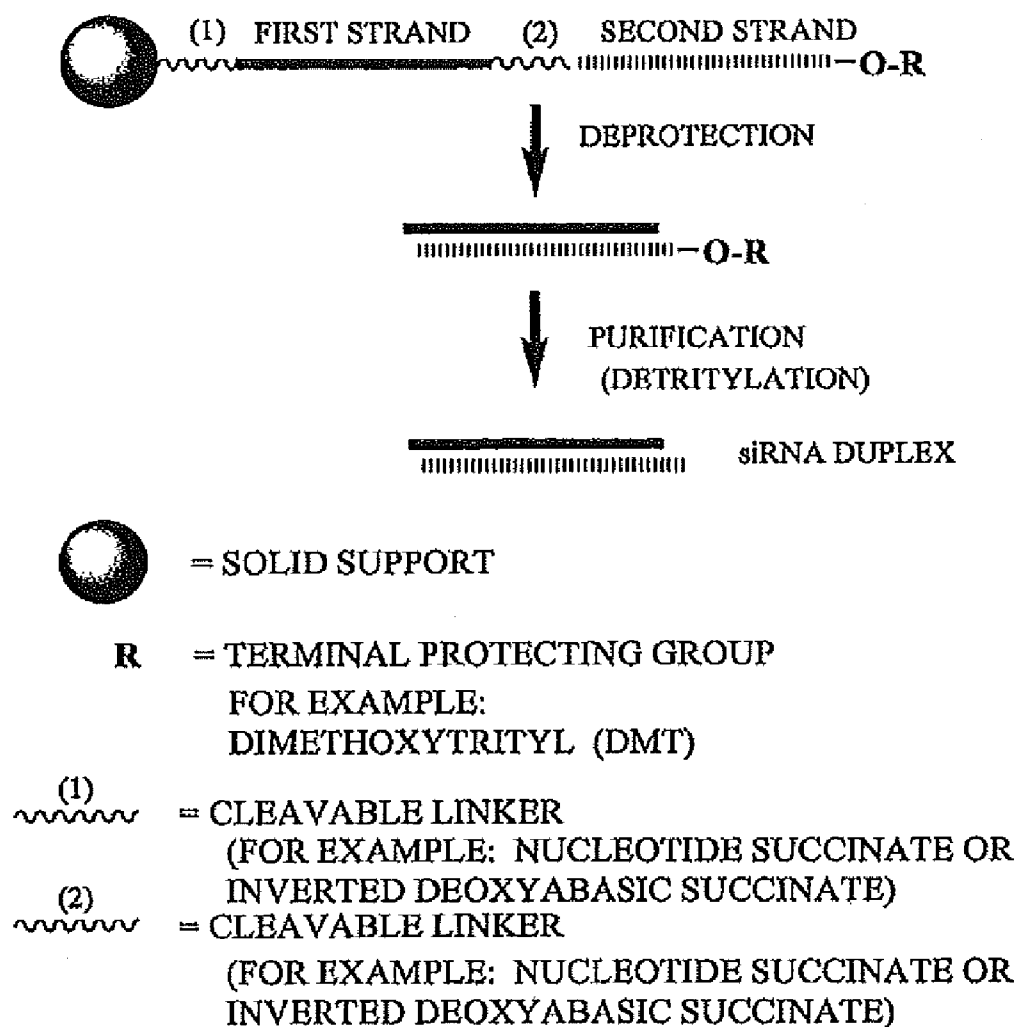 (1) FIRST STRAND (2) SECOND STRAND
O-R
DEPROTECTION
O-R
PURIFICATION
(DETRITYLATION)
siRNA DUPLEX
= SOLID SUPPORT
R = TERMINAL PROTECTING GROUP
FOR EXAMPLE:
DIMETHOXYTRITYL (DMT)
(1)
= CLEAVABLE LINKER
(FOR EXAMPLE: NUCLEOTIDE SUCCINATE OR
INVERTED DEOXYABASIC SUCCINATE)
(2)
= CLEAVABLE LINKER
(FOR EXAMPLE: NUCLEOTIDE SUCCINATE OR
INVERTED DEOXYABASIC SUCCINATE)